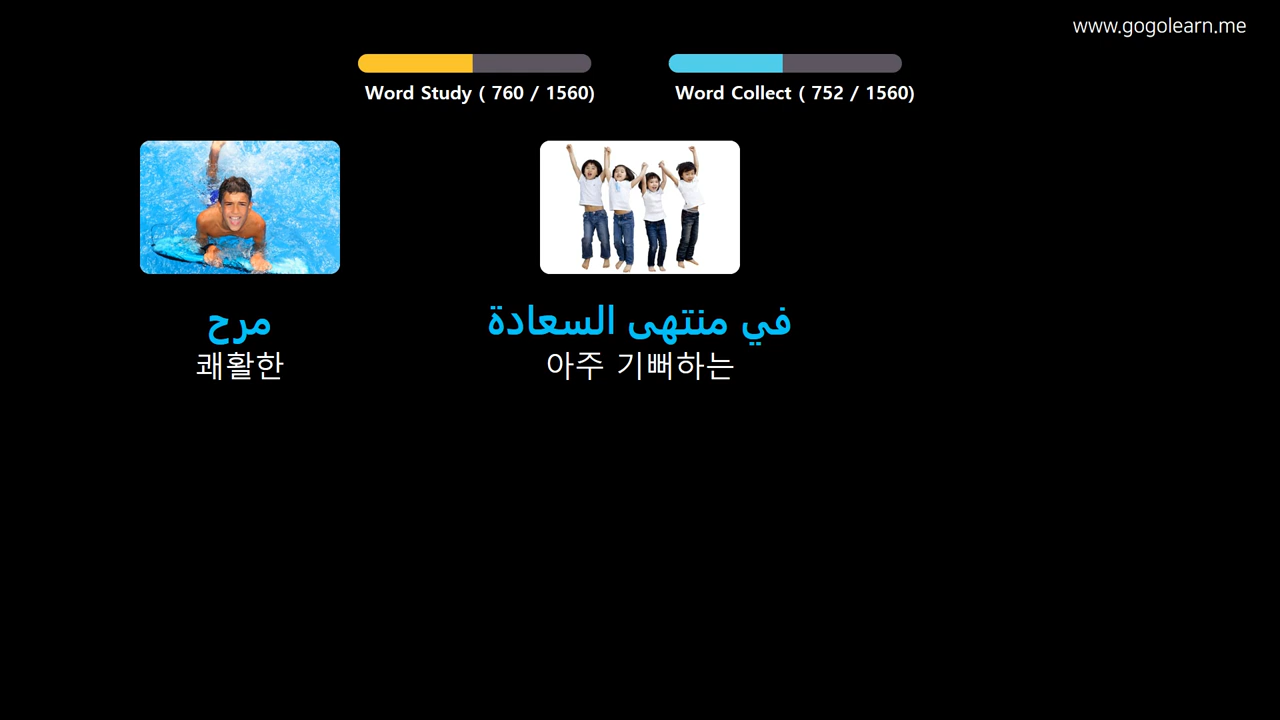 www.gogolearn.me
Word Study ( 760 / 1560)
Word Collect ( 752 / 1560)
مرح
쾌활한
في منتهى السعادة
아주 기뻐하는